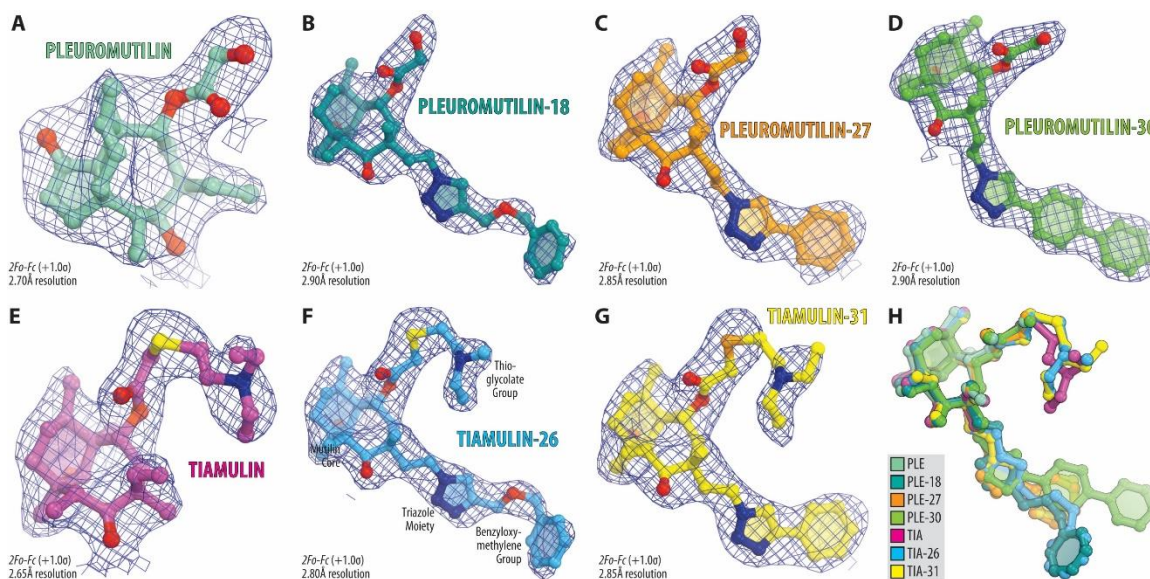 A
PLEUROMUTILIN
2Fo-Fc (+1.0σ)
2.70Å resolution
B
PLEUROMUTILIN-18
2Fo-Fc (+1.0σ)
2.90Å resolution
C
PLEUROMUTILIN-27
2Fo-Fc (+1.0σ)
2.85Å resolution
D
PLEUROMUTILIN-30
2Fo-Fc (+1.0σ)
2.90Å resolution
E
TIAMULIN
2Fo-Fc (+1.0σ)
2.65Å resolution
F
Thio-
glycolate
Group
TIAMULIN-26
Mutilin
Core
Triazole
Moiety
Benzyloxy-
methylene Group
2Fo-Fc (+1.0σ)
2.80Å resolution
G
TIAMULIN-31
2Fo-Fc (+1.0σ)
2.85Å resolution
H
PLE
PLE-18
PLE-27
PLE-30
TIA
TIA-26
TIA-31